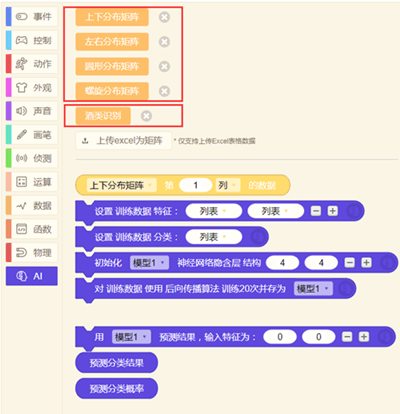 事件
控制
动作
外观
声音
画笔
侦测
运算
数据
函数
物理
AI
上下分布矩阵
左右分布矩阵
圆形分布矩阵
螺旋分布矩阵
酒类识别
上传excel为矩阵 * 仅支持上传Excel表格数据
上下分布矩阵 第 1 列 的数据
设置 训练数据 特征： 列表 列表
设置 训练数据 分类： 列表
初始化 模型1 神经网络隐含层 结构 4 4
对 训练数据 使用 后向传播算法 训练20次并存为 模型1
用 模型1 预测结果，输入特征为： 0 0
预测分类结果
预测分类概率